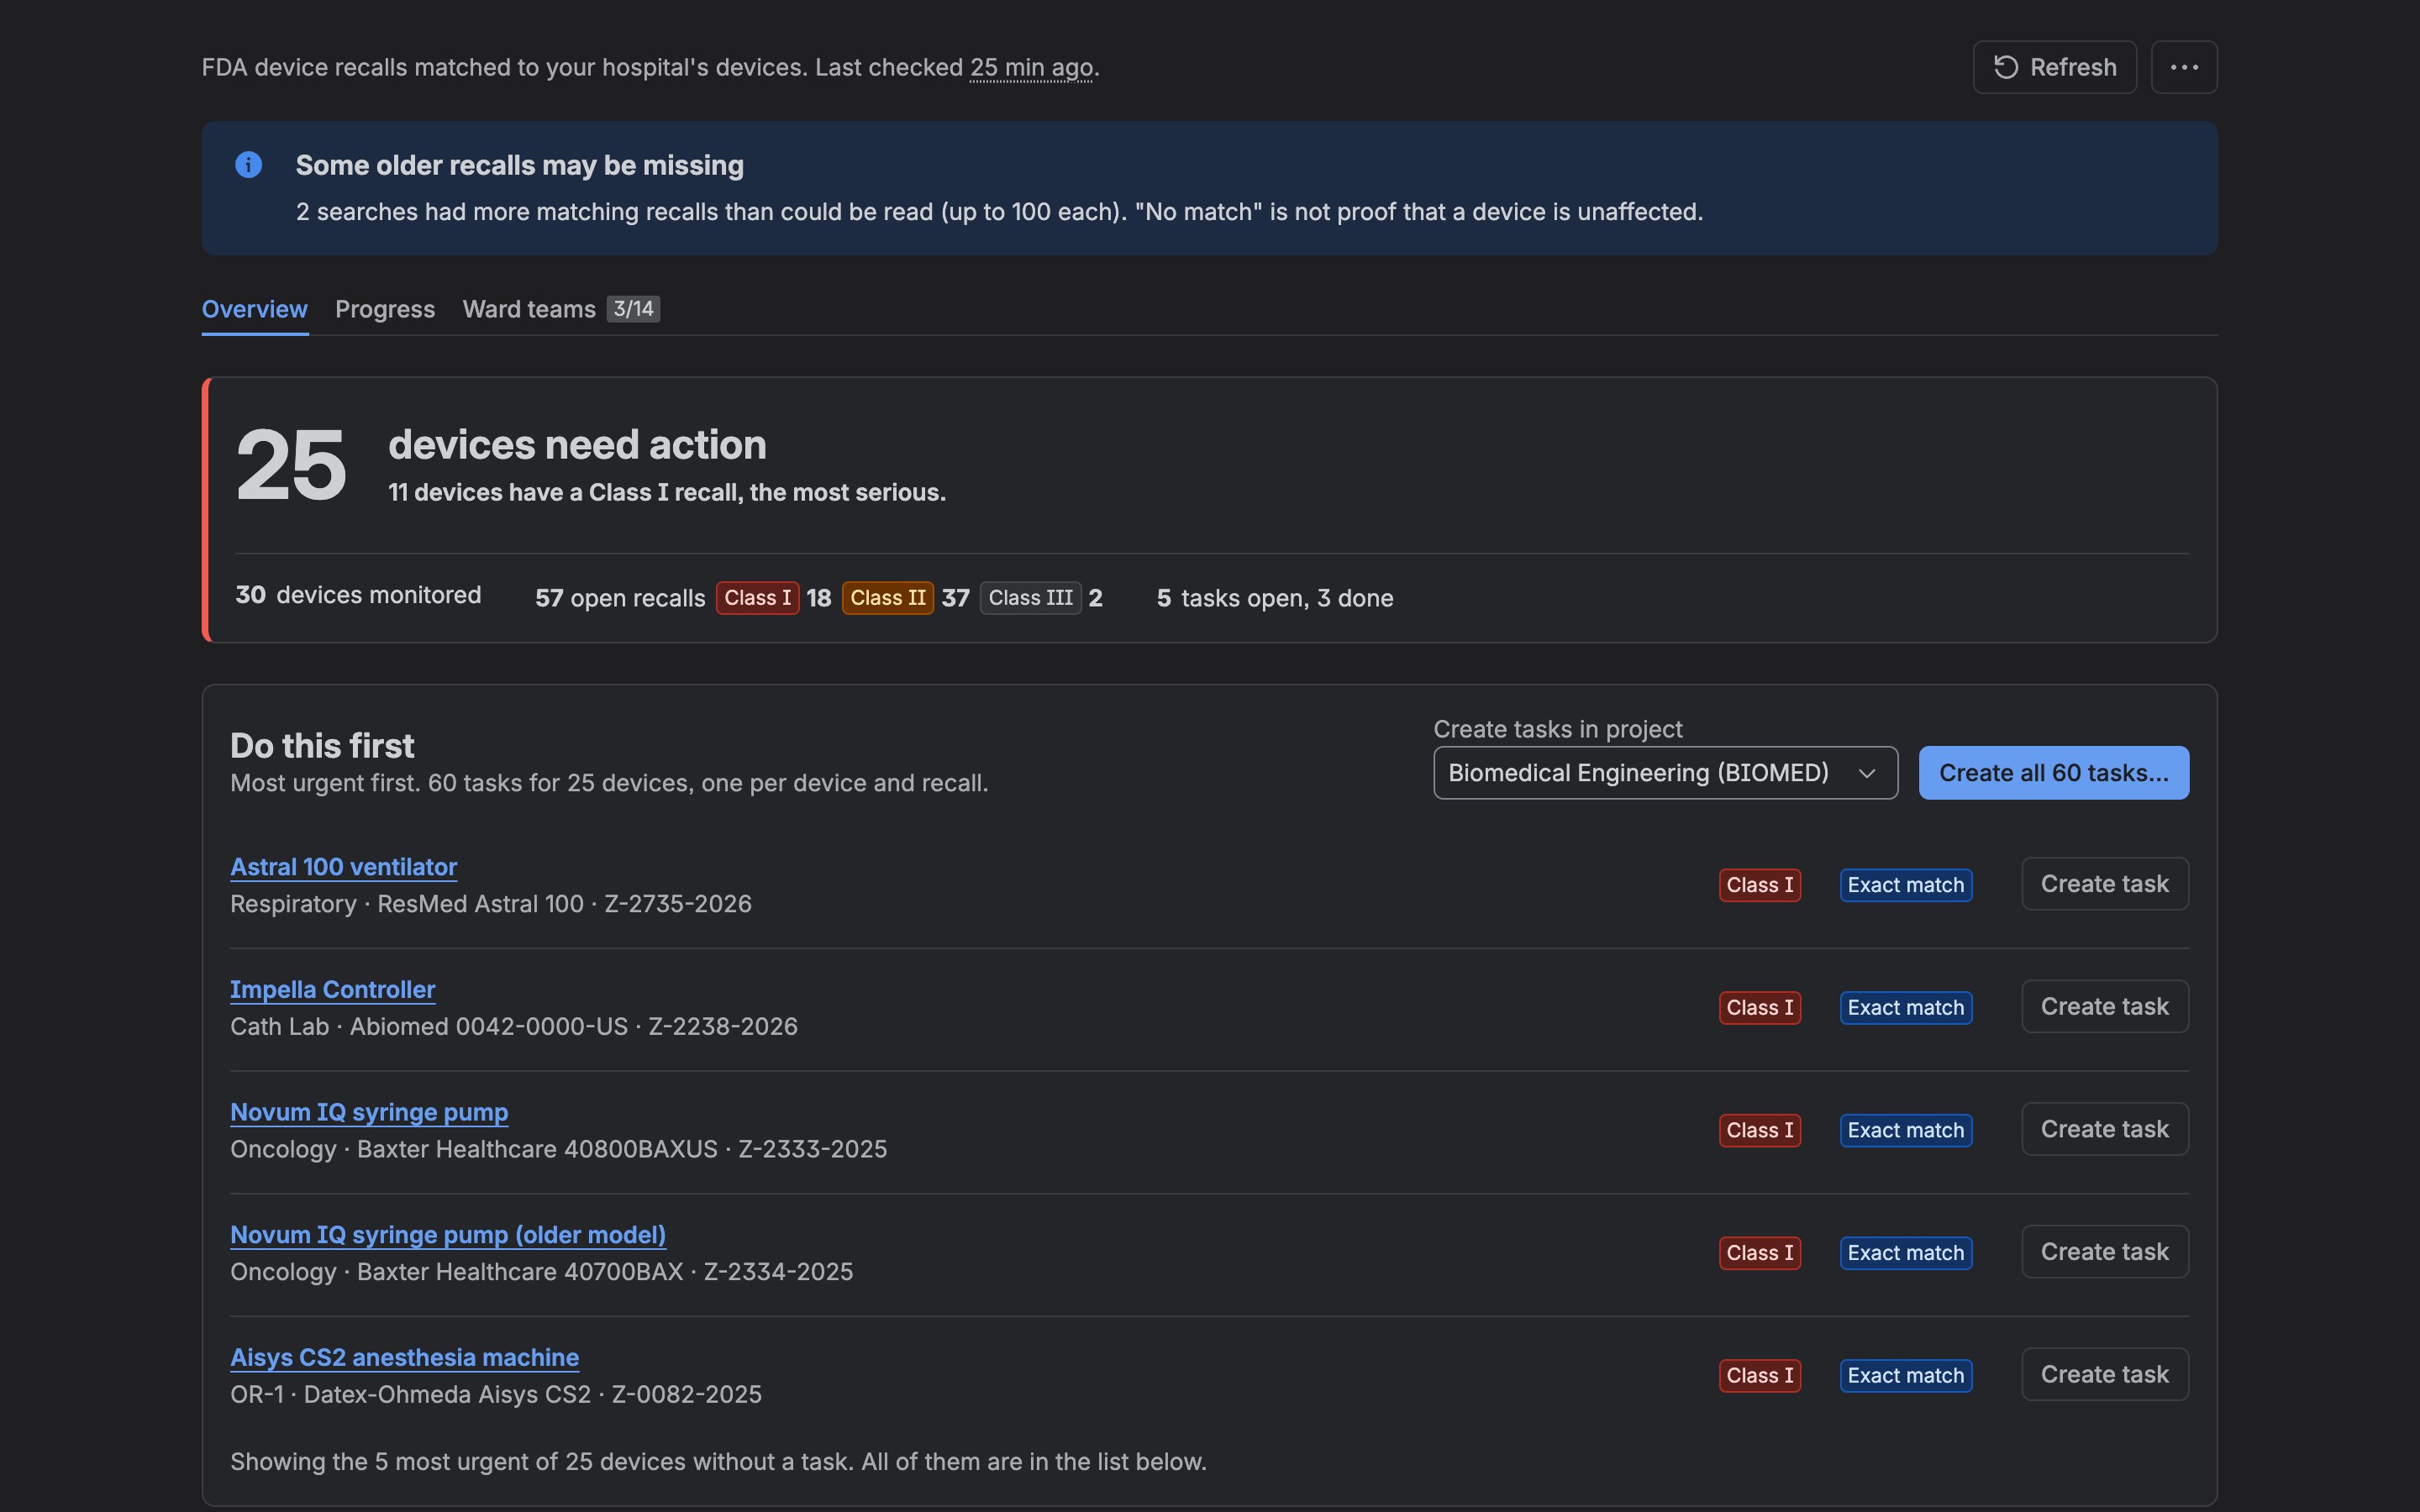 FDA device recalls matched to your hospital's devices. Last checked 25 min ago.
Refresh
Some older recalls may be missing
2 searches had more matching recalls than could be read (up to 100 each). "No match" is not proof that a device is unaffected.
Overview Progress Ward teams 3/14
25 devices need action
11 devices have a Class I recall, the most serious.
30 devices monitored 57 open recalls Class I 18 Class II 37 Class III 2 5 tasks open, 3 done
Do this first
Most urgent first. 60 tasks for 25 devices, one per device and recall.
Create tasks in project
Biomedical Engineering (BIOMED) Create all 60 tasks...
Astral 100 ventilator
Respiratory · ResMed Astral 100 · Z-2735-2026
Class I Exact match Create task
Impella Controller
Cath Lab · Abiomed 0042-0000-US · Z-2238-2026
Class I Exact match Create task
Novum IQ syringe pump
Oncology · Baxter Healthcare 40800BAXUS · Z-2333-2025
Class I Exact match Create task
Novum IQ syringe pump (older model)
Oncology · Baxter Healthcare 40700BAX · Z-2334-2025
Class I Exact match Create task
Aisys CS2 anesthesia machine
OR-1 · Datex-Ohmeda Aisys CS2 · Z-0082-2025
Class I Exact match Create task
Showing the 5 most urgent of 25 devices without a task. All of them are in the list below.